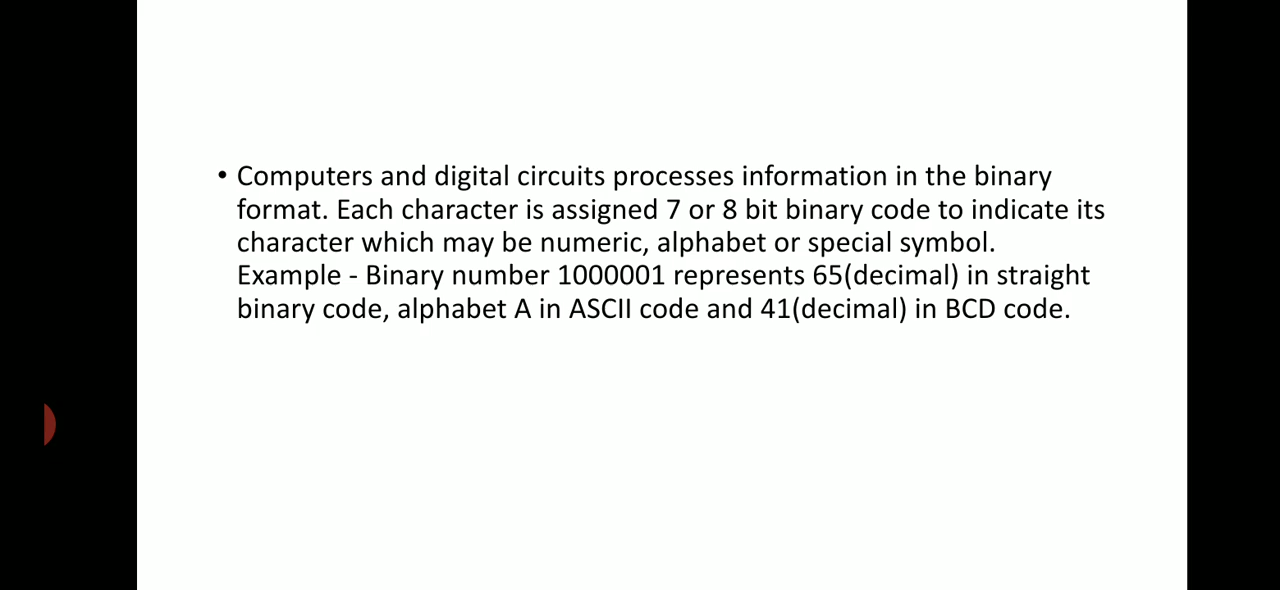 • Computers and digital circuits processes information in the binary
format. Each character is assigned 7 or 8 bit binary code to indicate its
character which may be numeric, alphabet or special symbol.
Example - Binary number 1000001 represents 65(decimal) in straight
binary code, alphabet A in ASCII code and 41(decimal) in BCD code.